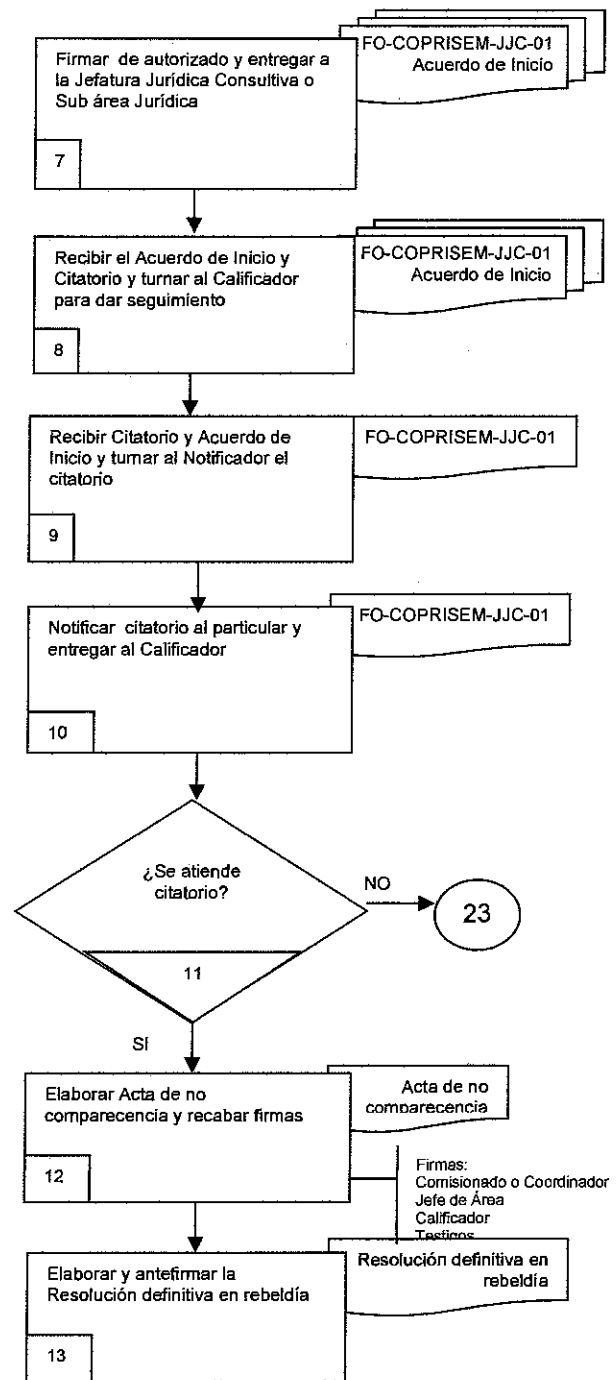 Firmar de autorizado y entregar a
la Jefatura Jurídica Consultiva o
Sub área Jurídica
7
FO-COPRISEM-JJC-01
Acuerdo de Inicio
Recibir el Acuerdo de Inicio y
Citatorio y turnar al Calificador
para dar seguimiento
8
FO-COPRISEM-JJC-01
Acuerdo de Inicio
Recibir Citatorio y Acuerdo de
Inicio y turnar al Notificador el
citatorio
9
FO-COPRISEM-JJC-01
Notificar citatorio al particular y
entregar al Calificador
10
FO-COPRISEM-JJC-01
¿Se atiende
citatorio?
11
NO
23
SI
Elaborar Acta de no
comparecencia y recabar firmas
12
Acta de no
comparecencia
Firmas:
Comisionado o Coordinador
Jefe de Área
Calificador
Testigos
Elaborar y antefirmar la
Resolución definitiva en rebeldía
13
Resolución definitiva en
rebeldía